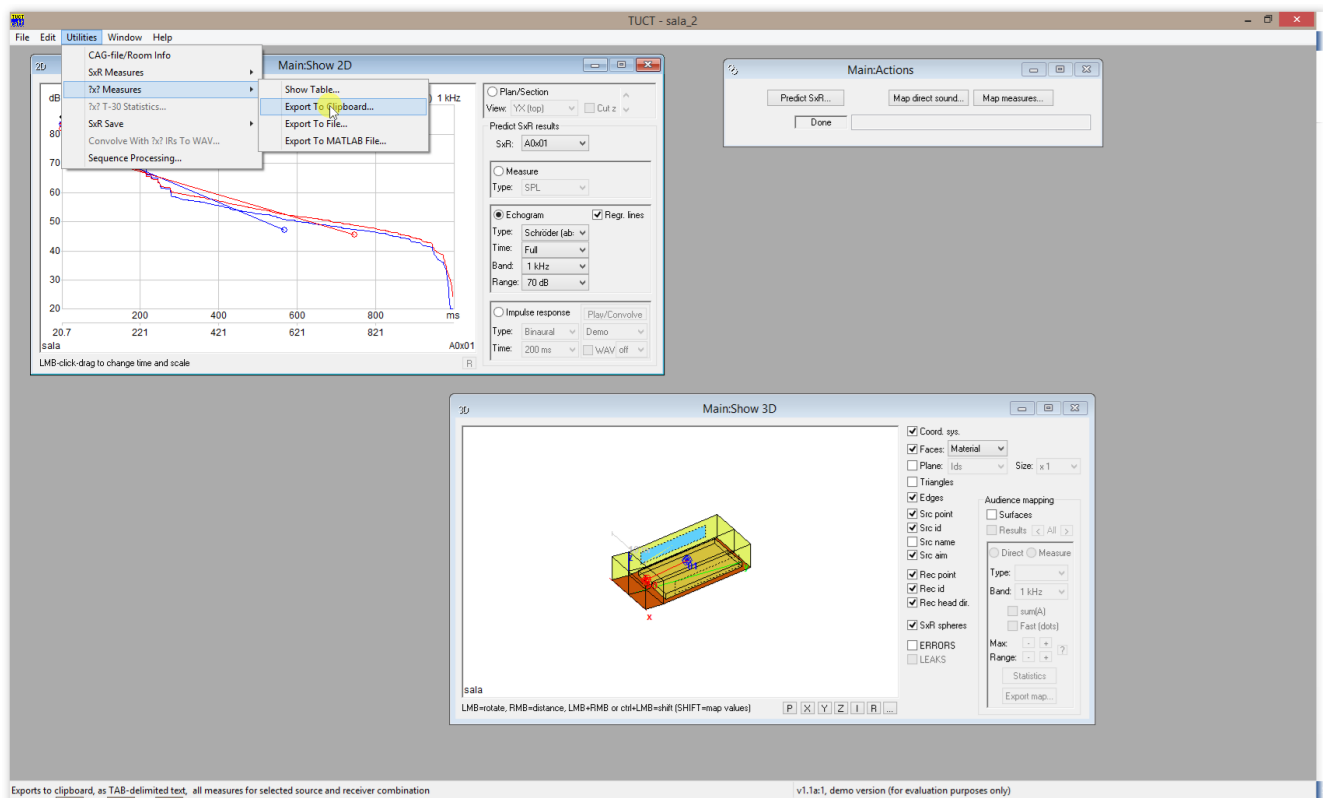 TUCT - sala_2
File Edit Utilities Window Help
CAG-file/Room Info
SxR Measures
?x? Measures
?x? T-30 Statistics...
SxR Save
Convolve With ?x? IRs To WAV...
Sequence Processing...
Show Table...
Export To Clipboard...
Export To File...
Export To MATLAB File...
2D Main:Show 2D
dB
) 1 kHz
80
70
60
50
40
30
20 200 400 600 800 ms
20.7 221 421 621 821
sala A0x01
LMB-click-drag to change time and scale R
Plan/Section
View: YX (top) Cut z
Predict SxR results
SxR: A0x01
Measure
Type: SPL
Echogram Regr. lines
Type: Schröder (ab:
Time: Full
Band: 1 kHz
Range: 70 dB
Impulse response Play/Convolve
Type: Binaural Demo
Time: 200 ms WAV off
Main:Actions
Predict SxR... Map direct sound... Map measures...
Done
3D Main:Show 3D
Coord. sys.
Faces: Material
Plane: Ids Size: x 1
Triangles
Edges
Src point
Src id
Src name
Src aim
Rec point
Rec id
Rec head dir.
SxR spheres
ERRORS
LEAKS
Audience mapping
Surfaces
Results < All >
Direct Measure
Type:
Band: 1 kHz
sum(A)
Fast (dots)
Max: - + ?
Range: - +
Statistics
Export map...
x
sala
LMB=rotate, RMB=distance, LMB+RMB or ctrl+LMB=shift (SHIFT=map values) P X Y Z I R ...
Exports to clipboard, as TAB-delimited text, all measures for selected source and receiver combination
v1.1a:1, demo version (for evaluation purposes only)